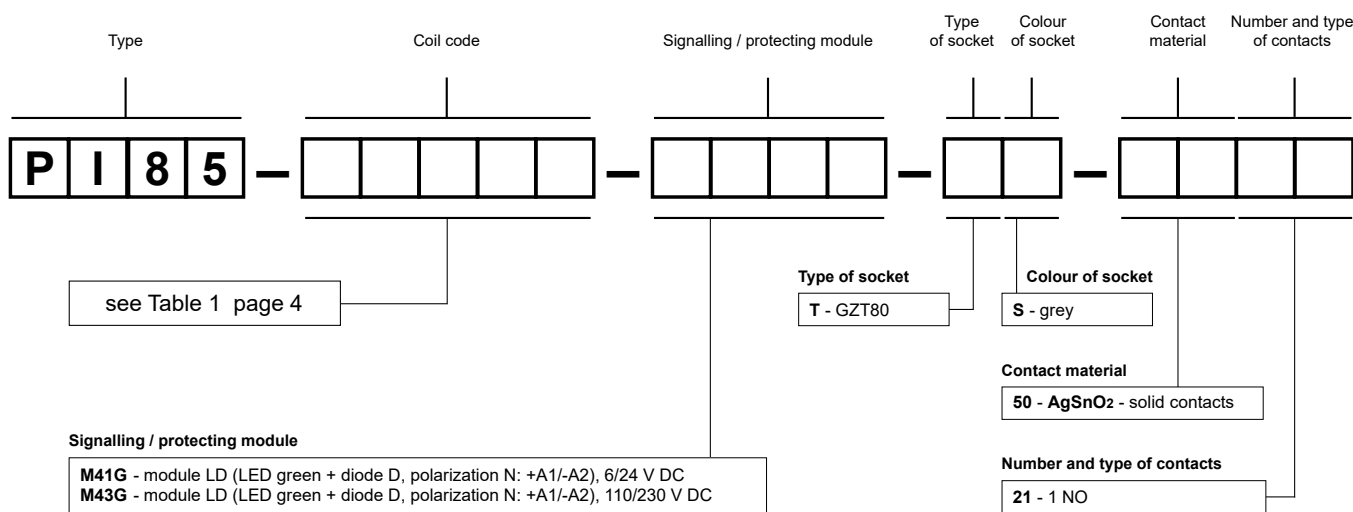 Type
Coil code
Signalling / protecting module
Type
of socket
Colour
of socket
Contact
material
Number and type
of contacts
P I 8 5 – – – –
see Table 1 page 4
Type of socket
T - GZT80
Colour of socket
S - grey
Contact material
50 - AgSnO2 - solid contacts
Signalling / protecting module
M41G - module LD (LED green + diode D, polarization N: +A1/-A2), 6/24 V DC
M43G - module LD (LED green + diode D, polarization N: +A1/-A2), 110/230 V DC
Number and type of contacts
21 - 1 NO